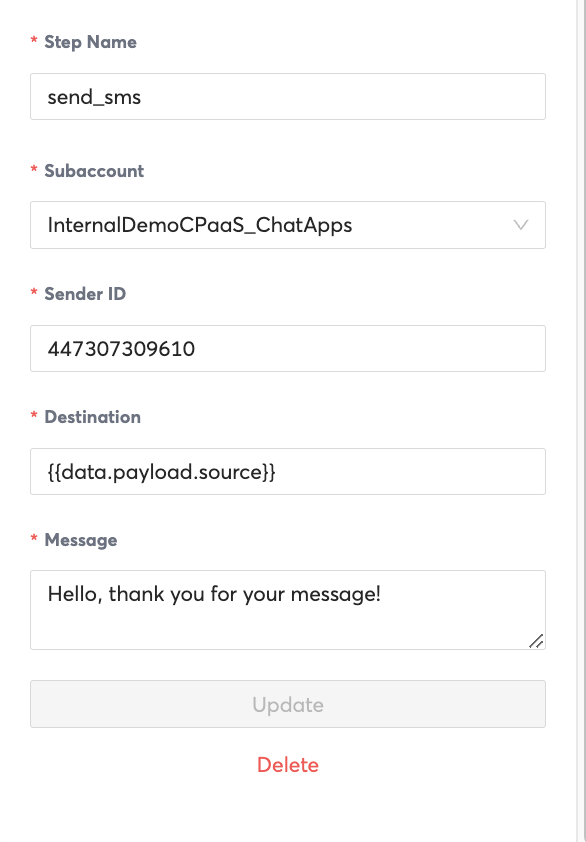 * Step Name
send_sms
* Subaccount
InternalDemoCPaaS_ChatApps
* Sender ID
447307309610
* Destination
{{data.payload.source}}
* Message
Hello, thank you for your message!
Update
Delete